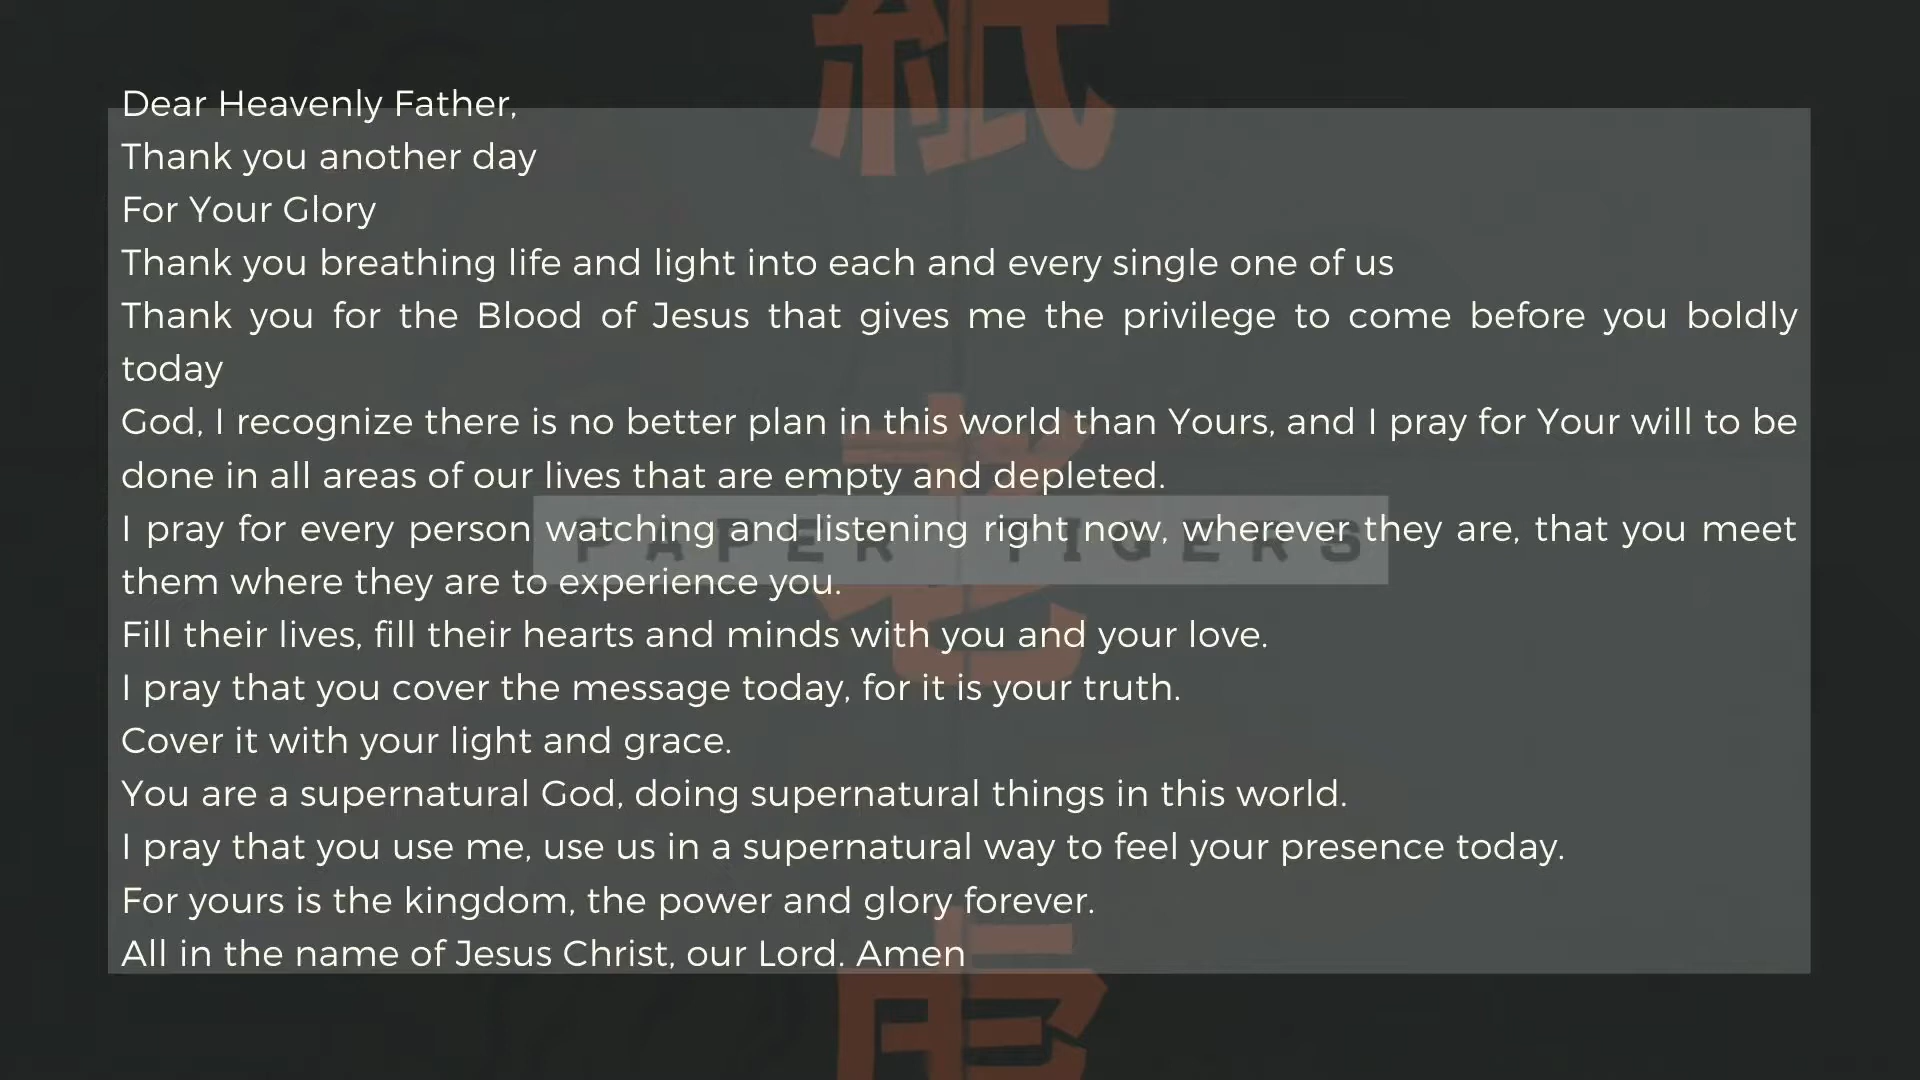 紙
Dear Heavenly Father,
Thank you another day
For Your Glory
Thank you breathing life and light into each and every single one of us
Thank you for the Blood of Jesus that gives me the privilege to come before you boldly
today
God, I recognize there is no better plan in this world than Yours, and I pray for Your will to be
done in all areas of our lives that are empty and depleted.
老
I pray for every person watching and listening right now, wherever they are, that you meet
PAPER TIGERS
them where they are to experience you.
Fill their lives, fill their hearts and minds with you and your love.
I pray that you cover the message today, for it is your truth.
Cover it with your light and grace.
You are a supernatural God, doing supernatural things in this world.
I pray that you use me, use us in a supernatural way to feel your presence today.
For yours is the kingdom, the power and glory forever.
All in the name of Jesus Christ, our Lord. Amen